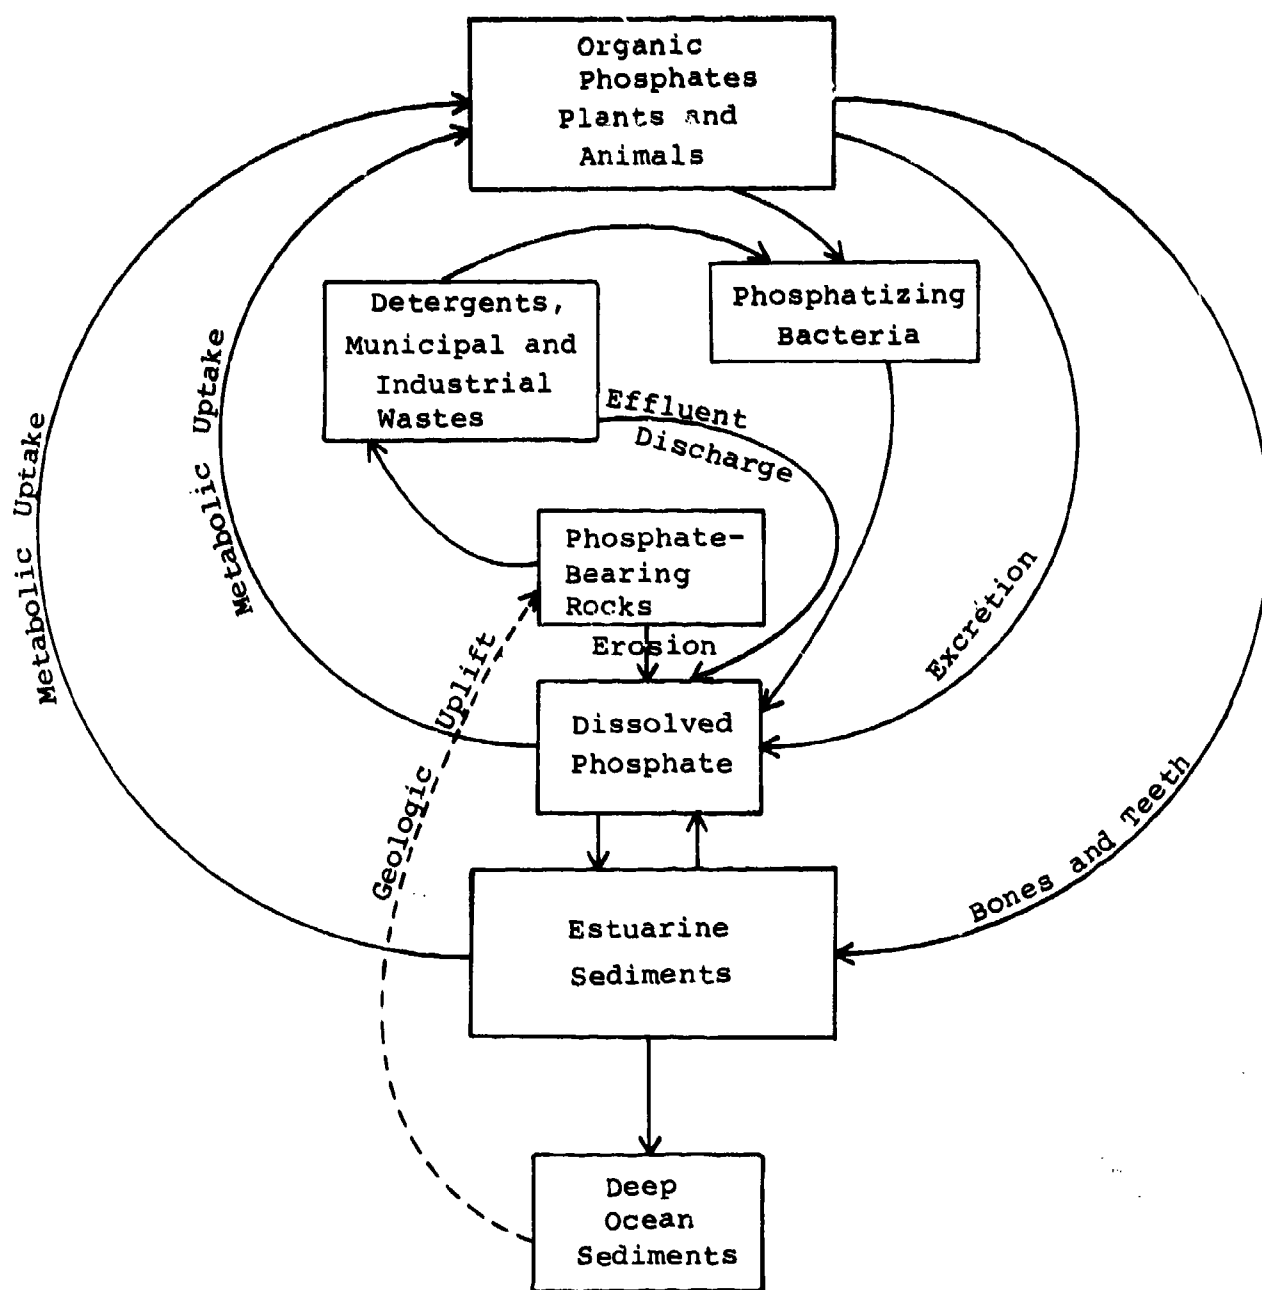 Organic
Phosphates
Plants and
Animals
Detergents,
Municipal and
Industrial
Wastes
Phosphatizing
Bacteria
Effluent
Discharge
Metabolic Uptake
Metabolic Uptake
Phosphate-
Bearing
Rocks
Erosion
Excrétion
Geologic Uplift
Dissolved
Phosphate
Bones and Teeth
Estuarine
Sediments
Deep
Ocean
Sediments